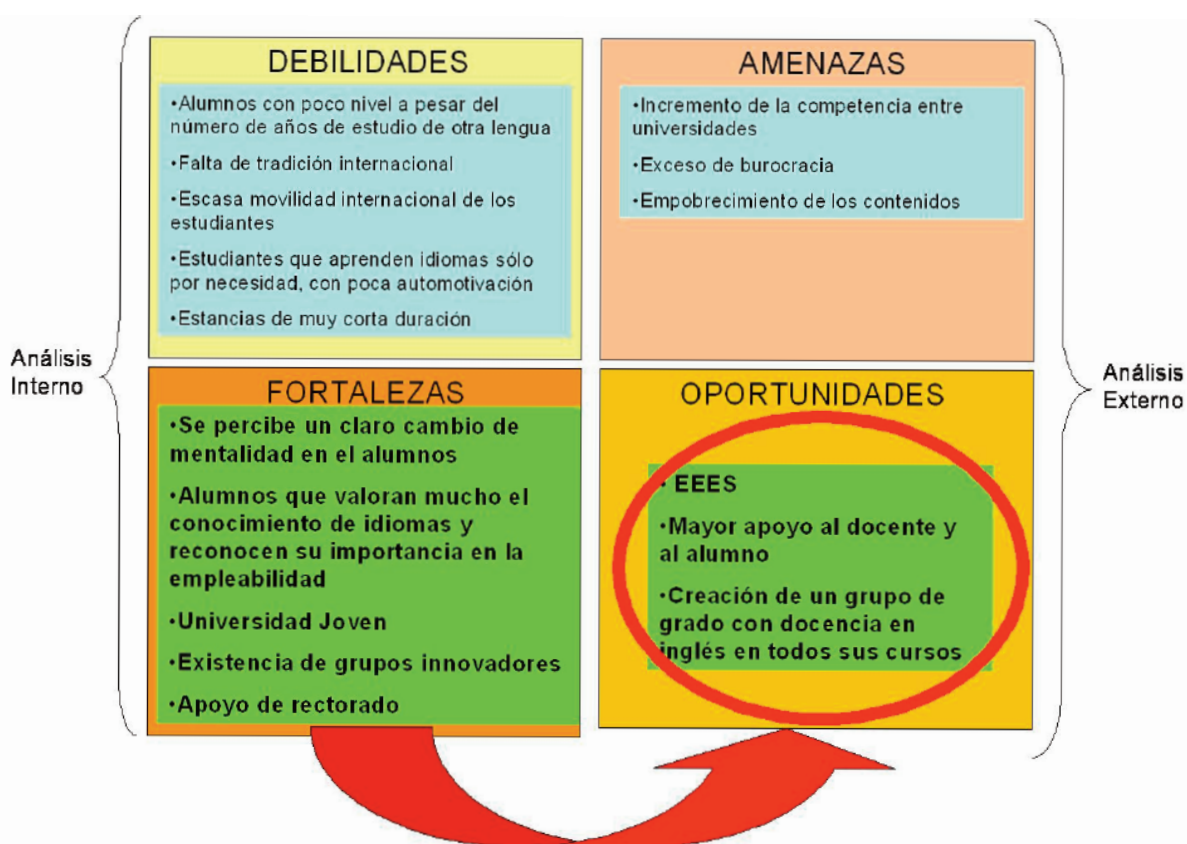 DEBILIDADES
•Alumnos con poco nivel a pesar del
número de años de estudio de otra lengua
•Falta de tradición internacional
•Escasa movilidad internacional de los
estudiantes
•Estudiantes que aprenden idiomas sólo
por necesidad, con poca automotivación
•Estancias de muy corta duración
AMENAZAS
•Incremento de la competencia entre
universidades
•Exceso de burocracia
•Empobrecimiento de los contenidos
Análisis
Interno
FORTALEZAS
•Se percibe un claro cambio de
mentalidad en el alumnos
•Alumnos que valoran mucho el
conocimiento de idiomas y
reconocen su importancia en la
empleabilidad
•Universidad Joven
•Existencia de grupos innovadores
•Apoyo de rectorado
OPORTUNIDADES
• EEES
•Mayor apoyo al docente y
al alumno
•Creación de un grupo de
grado con docencia en
inglés en todos sus cursos
Análisis
Externo